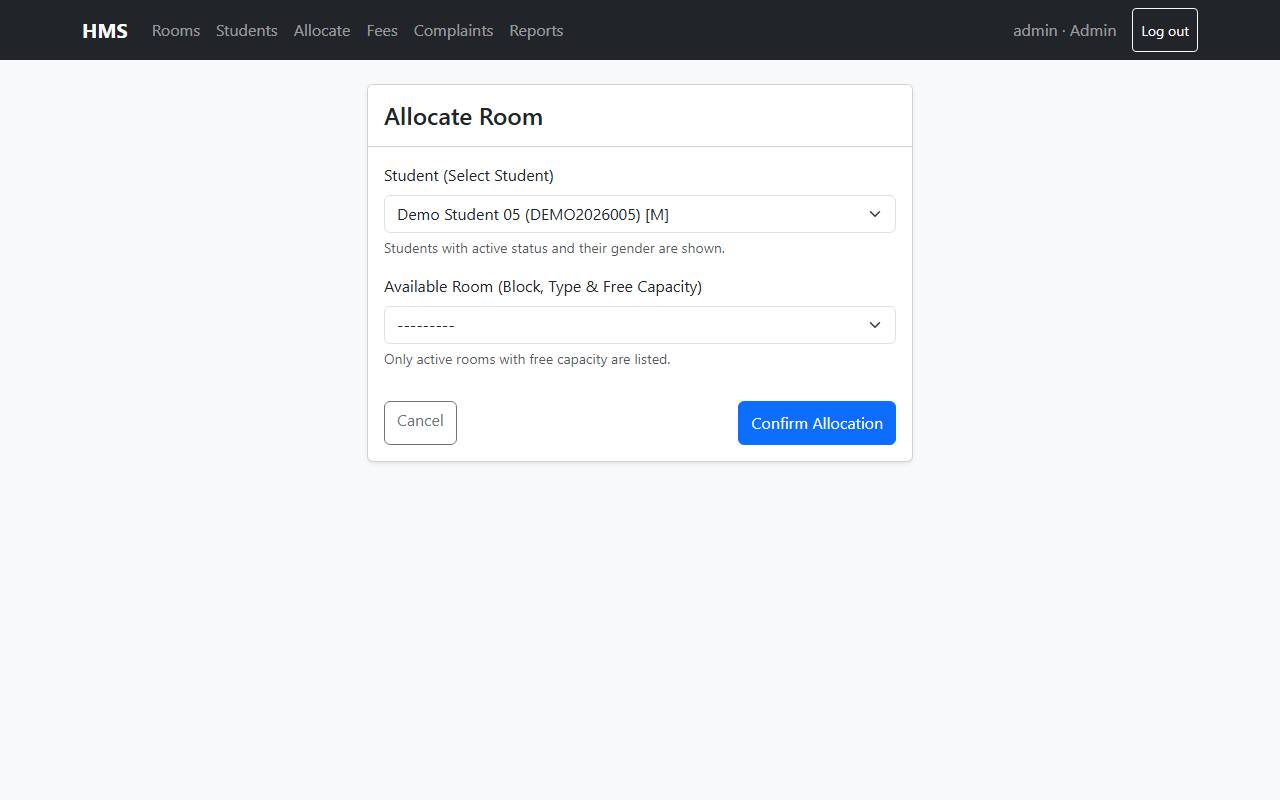 HMS Rooms Students Allocate Fees Complaints Reports admin · Admin Log out
Allocate Room
Student (Select Student)
Demo Student 05 (DEMO2026005) [M]
Students with active status and their gender are shown.
Available Room (Block, Type & Free Capacity)
---------
Only active rooms with free capacity are listed.
Cancel Confirm Allocation